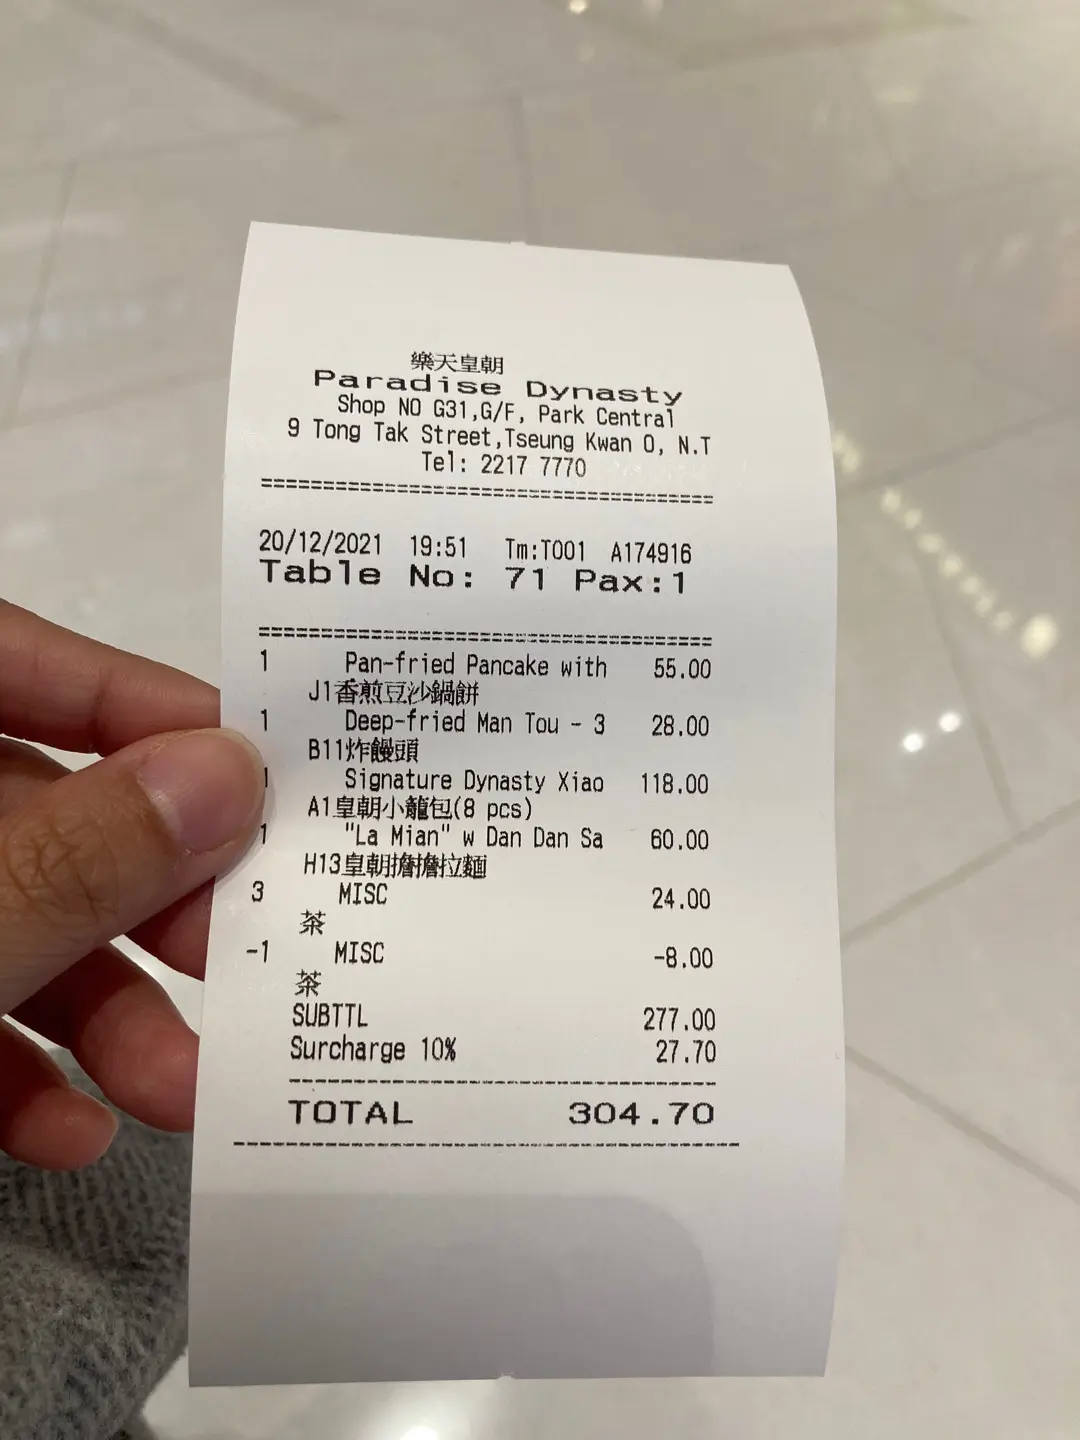 樂天皇朝
Paradise Dynasty
Shop NO G31,G/F, Park Central
9 Tong Tak Street,Tseung Kwan O, N.T
Tel: 2217 7770
====================================
20/12/2021 19:51 Tm:T001 A174916
Table No: 71 Pax:1
====================================
1 Pan-fried Pancake with 55.00
J1香煎豆沙鍋餅
1 Deep-fried Man Tou - 3 28.00
B11炸饅頭
1 Signature Dynasty Xiao 118.00
A1皇朝小籠包(8 pcs)
1 "La Mian" w Dan Dan Sa 60.00
H13皇朝擔擔拉麵
3 MISC 24.00
茶
-1 MISC -8.00
茶
SUBTTL 277.00
Surcharge 10% 27.70
------------------------------------
TOTAL 304.70
------------------------------------